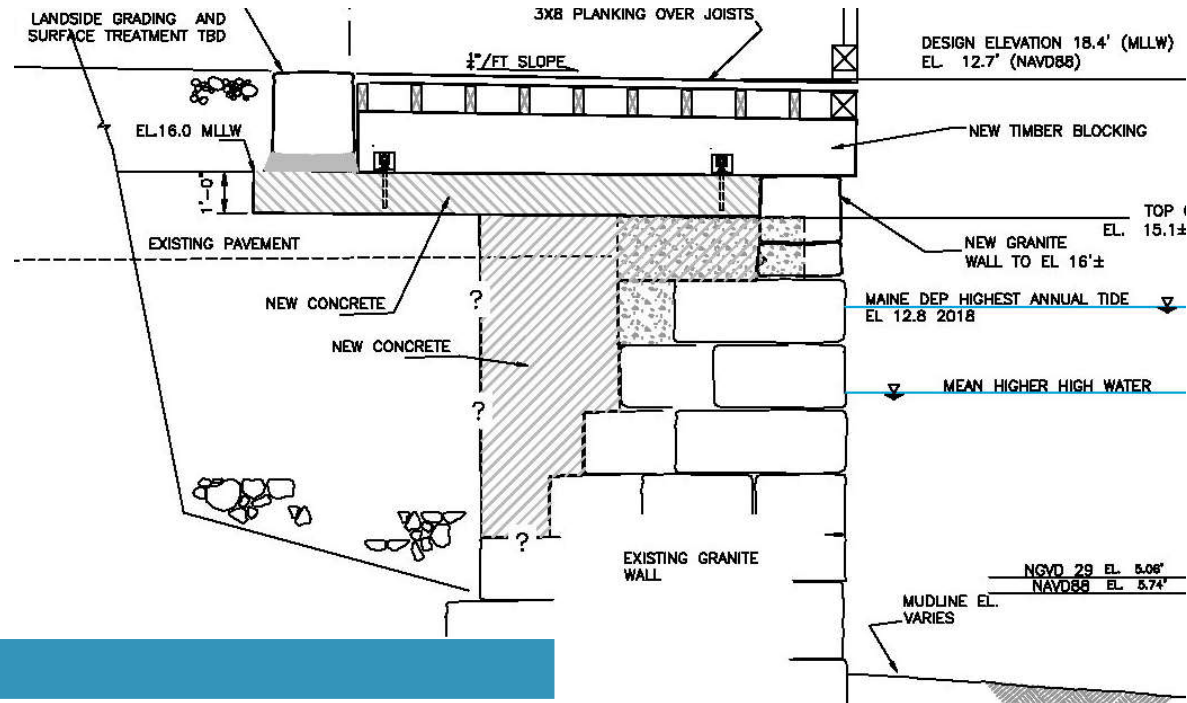 LANDSIDE GRADING AND
SURFACE TREATMENT TBD
3X8 PLANKING OVER JOISTS
DESIGN ELEVATION 18.4' (MLLW)
EL. 12.7' (NAVD88)
¼"/FT SLOPE
EL.16.0 MLLW
NEW TIMBER BLOCKING
1'-0"
TOP
EL. 15.1±
EXISTING PAVEMENT
NEW GRANITE
WALL TO EL 16'±
NEW CONCRETE
?
MAINE DEP HIGHEST ANNUAL TIDE
EL 12.8 2018
NEW CONCRETE
MEAN HIGHER HIGH WATER
?
?
EXISTING GRANITE
WALL
NGVD 29 EL. 5.06'
NAVD88 EL. 5.74'
MUDLINE EL.
VARIES